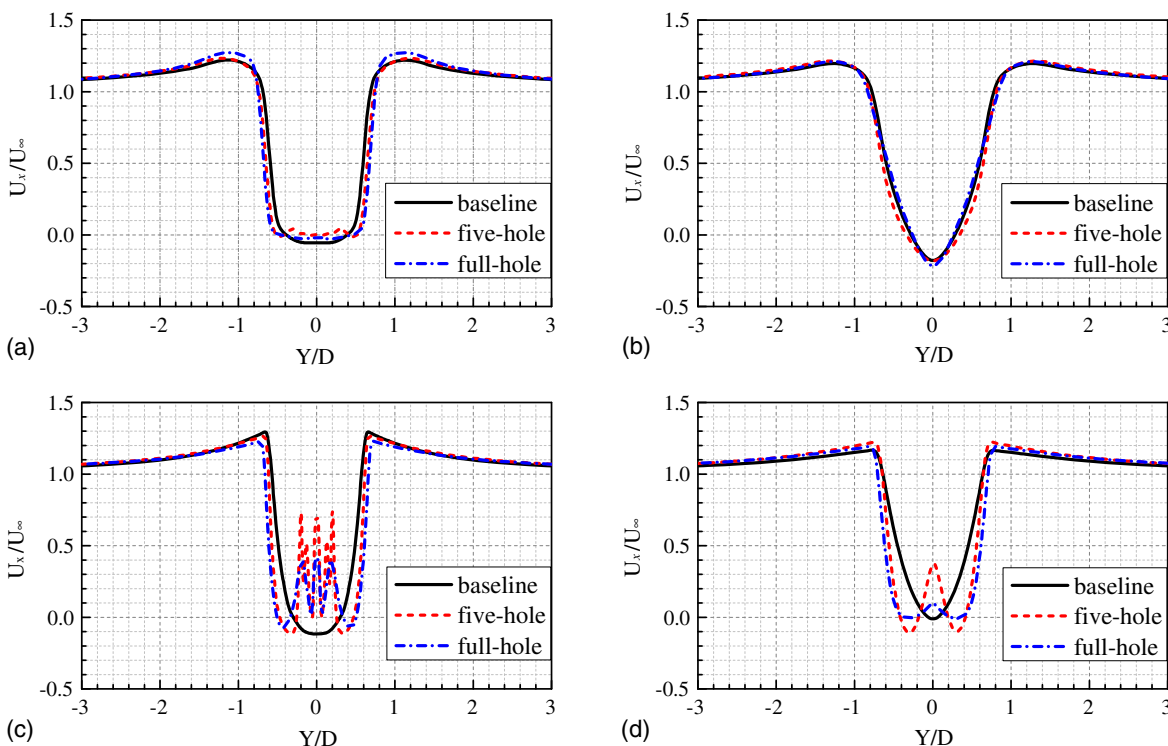 1.5
1.0
0.5
0.0
-0.5
Uₓ/U∞
baseline
five-hole
full-hole
-3 -2 -1 0 1 2 3
(a)
Y/D
1.5
1.0
0.5
0.0
-0.5
Uₓ/U∞
baseline
five-hole
full-hole
-3 -2 -1 0 1 2 3
(b)
Y/D
1.5
1.0
0.5
0.0
-0.5
Uₓ/U∞
baseline
five-hole
full-hole
-3 -2 -1 0 1 2 3
(c)
Y/D
1.5
1.0
0.5
0.0
-0.5
Uₓ/U∞
baseline
five-hole
full-hole
-3 -2 -1 0 1 2 3
(d)
Y/D